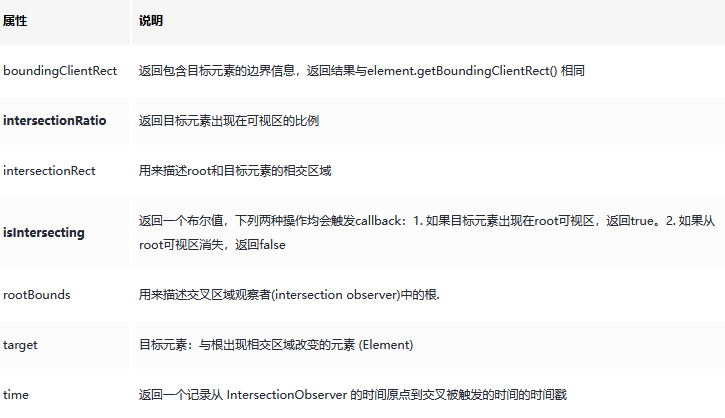 属性 说明
boundingClientRect 返回包含目标元素的边界信息，返回结果与element.getBoundingClientRect() 相同
intersectionRatio 返回目标元素出现在可视区的比例
intersectionRect 用来描述root和目标元素的相交区域
isIntersecting 返回一个布尔值，下列两种操作均会触发callback：1. 如果目标元素出现在root可视区，返回true。2. 如果从
root可视区消失，返回false
rootBounds 用来描述交叉区域观察者(intersection observer)中的根.
target 目标元素：与根出现相交区域改变的元素 (Element)
time 返回一个记录从 IntersectionObserver 的时间原点到交叉被触发的时间的时间戳